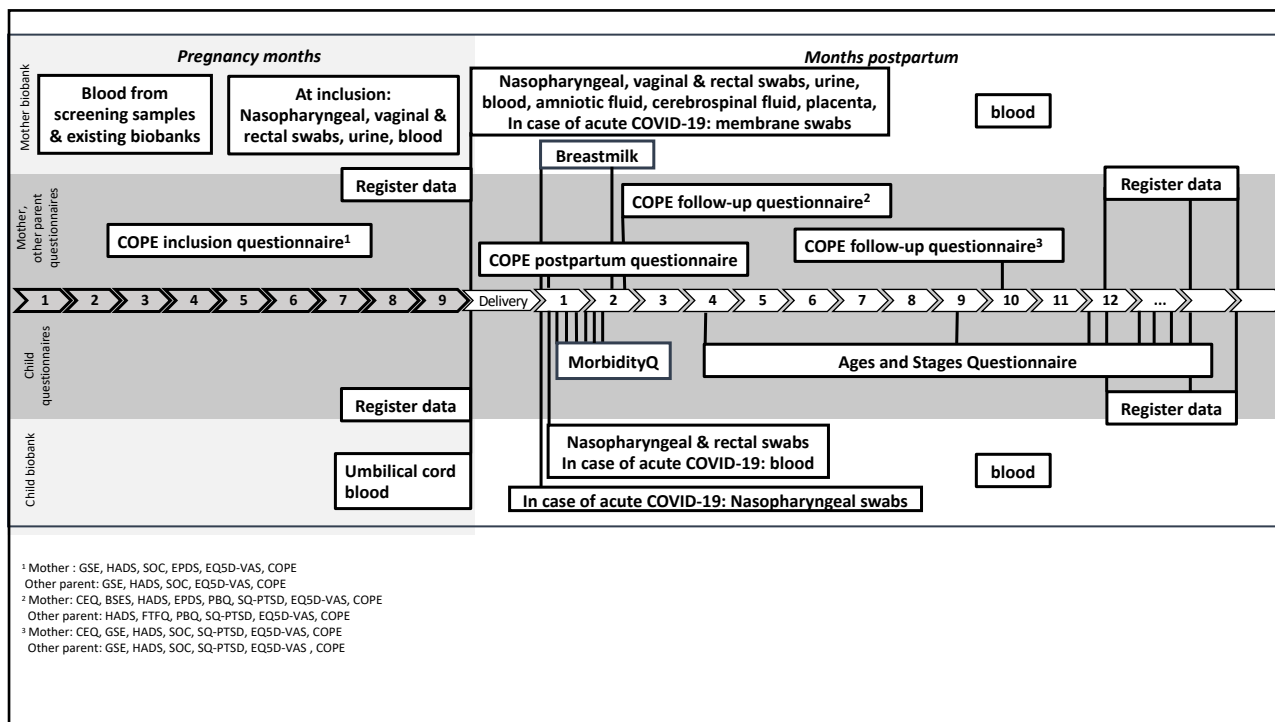 Pregnancy months
Months postpartum
Mother biobank
Blood from
screening samples
& existing biobanks
At inclusion:
Nasopharyngeal, vaginal &
rectal swabs, urine, blood
Nasopharyngeal, vaginal & rectal swabs, urine,
blood, amniotic fluid, cerebrospinal fluid, placenta,
In case of acute COVID-19: membrane swabs
blood
Breastmilk
Mother,
other parent
questionnaires
Register data
COPE follow-up questionnaire2
Register data
COPE inclusion questionnaire1
COPE postpartum questionnaire
COPE follow-up questionnaire3
1 2 3 4 5 6 7 8 9 Delivery 1 2 3 4 5 6 7 8 9 10 11 12 ...
Child
questionnaires
MorbidityQ
Ages and Stages Questionnaire
Register data
Register data
Child biobank
Umbilical cord
blood
Nasopharyngeal & rectal swabs
In case of acute COVID-19: blood
blood
In case of acute COVID-19: Nasopharyngeal swabs
1 Mother : GSE, HADS, SOC, EPDS, EQ5D-VAS, COPE
Other parent: GSE, HADS, SOC, EQ5D-VAS, COPE
2 Mother: CEQ, BSES, HADS, EPDS, PBQ, SQ-PTSD, EQ5D-VAS, COPE
Other parent: HADS, FTFQ, PBQ, SQ-PTSD, EQ5D-VAS, COPE
3 Mother: CEQ, GSE, HADS, SOC, SQ-PTSD, EQ5D-VAS, COPE
Other parent: GSE, HADS, SOC, SQ-PTSD, EQ5D-VAS , COPE